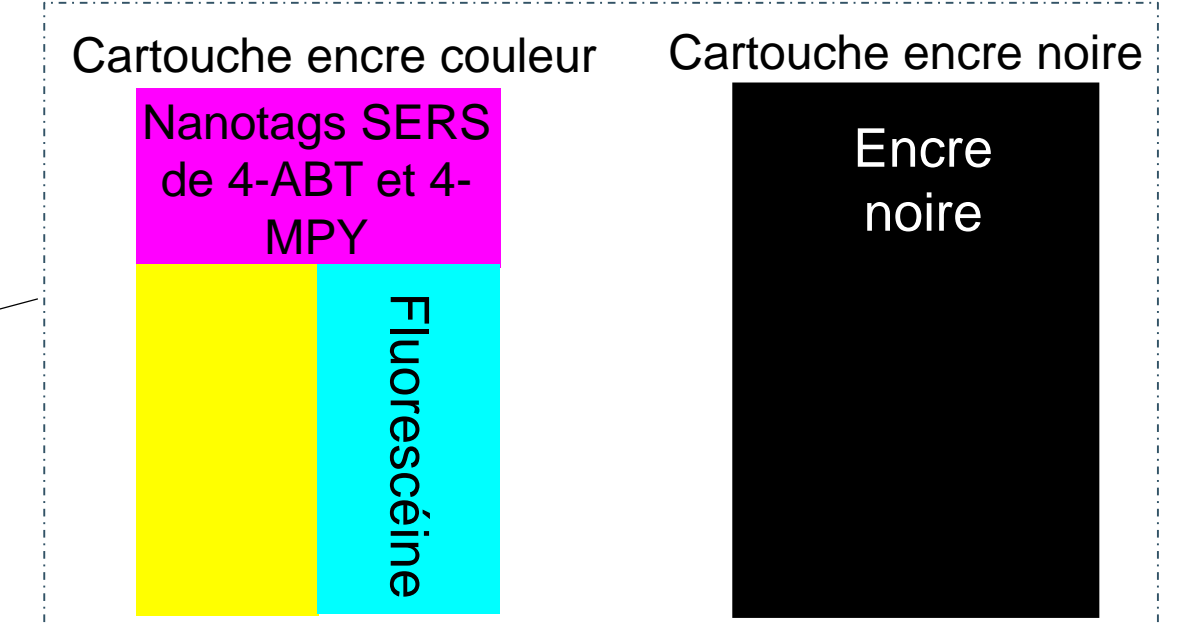 Cartouche encre couleur
Nanotags SERS
de 4-ABT et 4-
MPY
Fluorescéine
Cartouche encre noire
Encre
noire